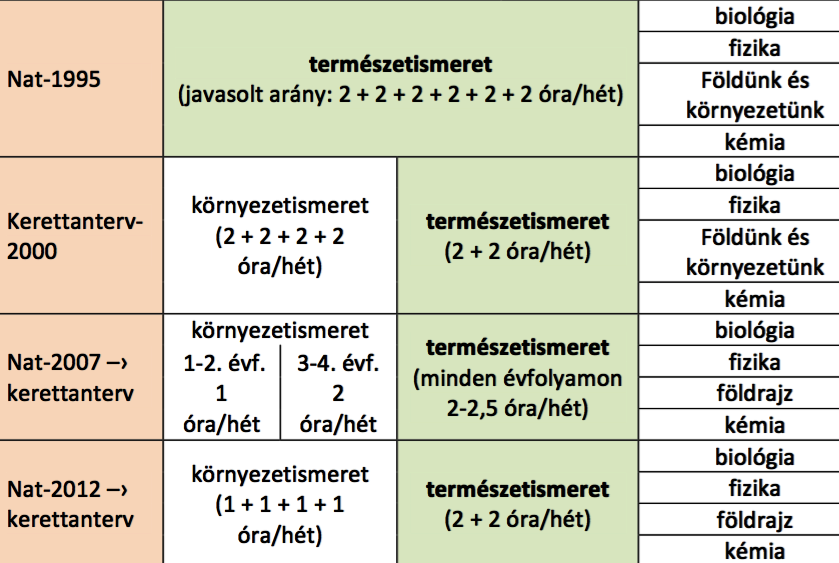 Nat-1995
természetismeret
(javasolt arány: 2 + 2 + 2 + 2 + 2 + 2 óra/hét)
biológia
fizika
Földünk és
környezetünk
kémia
Kerettanterv-
2000
környezetismeret
(2 + 2 + 2 + 2
óra/hét)
természetismeret
(2 + 2 óra/hét)
biológia
fizika
Földünk és
környezetünk
kémia
Nat-2007 –›
kerettanterv
környezetismeret
1-2. évf.
1
óra/hét
3-4. évf.
2
óra/hét
természetismeret
(minden évfolyamon
2-2,5 óra/hét)
biológia
fizika
földrajz
kémia
Nat-2012 –›
kerettanterv
környezetismeret
(1 + 1 + 1 + 1
óra/hét)
természetismeret
(2 + 2 óra/hét)
biológia
fizika
földrajz
kémia